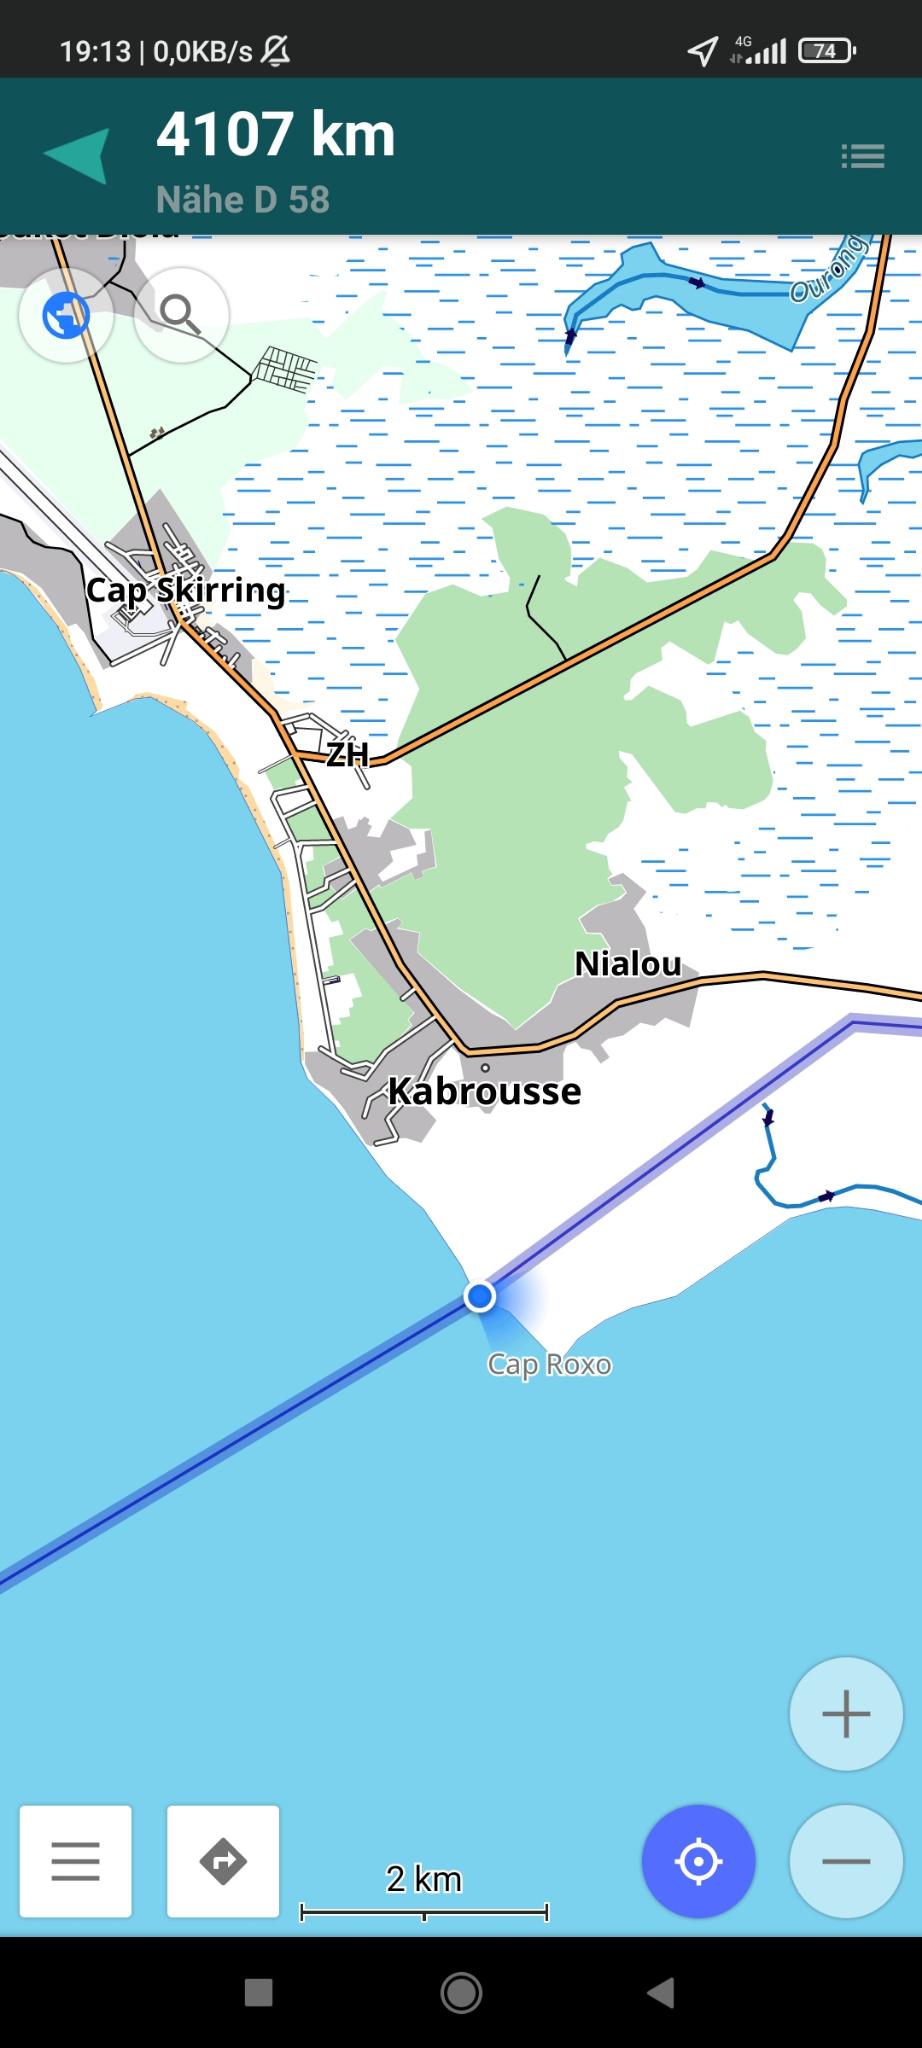 19:13 | 0,0KB/s
4G
74
4107 km
Nähe D 58
Ourong
Cap Skirring
ZH
Nialou
Kabrousse
Cap Roxo
2 km